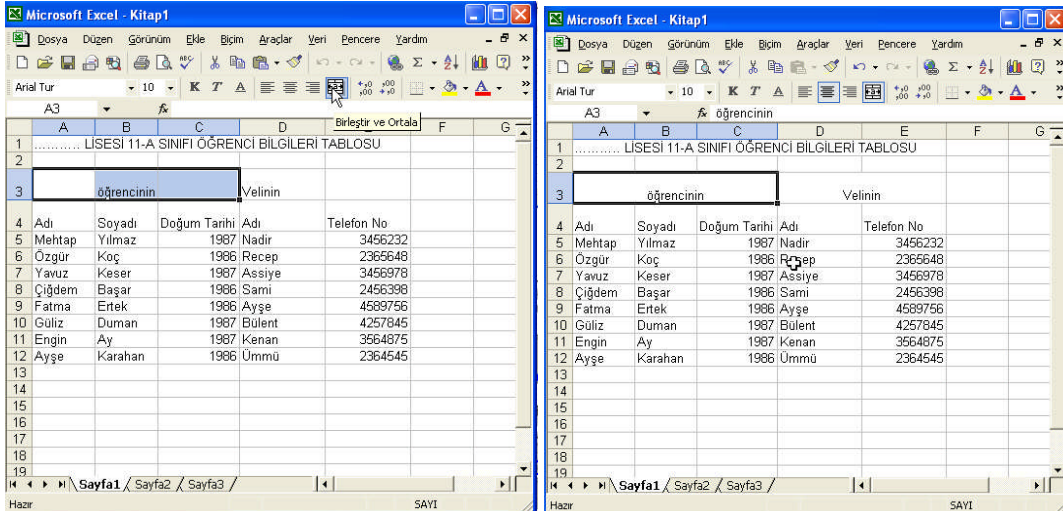 Microsoft Excel - Kitap1
Dosya Düzen Görünüm Ekle Biçim Araçlar Veri Pencere Yardım
Arial Tur 10 K T A
Birleştir ve Ortala
A3 fx
A B C D F G
1 ........... LİSESİ 11-A SINIFI ÖĞRENCİ BİLGİLERİ TABLOSU
2
3 öğrencinin Velinin
4 Adı Soyadı Doğum Tarihi Adı Telefon No
5 Mehtap Yılmaz 1987 Nadir 3456232
6 Özgür Koç 1986 Recep 2365648
7 Yavuz Keser 1987 Assiye 3456978
8 Çiğdem Başar 1986 Sami 2456398
9 Fatma Ertek 1986 Ayşe 4589756
10 Güliz Duman 1987 Bülent 4257845
11 Engin Ay 1987 Kenan 3564875
12 Ayşe Karahan 1986 Ümmü 2364545
13
14
15
16
17
18
19
Sayfa1 Sayfa2 Sayfa3
Hazır SAYI
Microsoft Excel - Kitap1
Dosya Düzen Görünüm Ekle Biçim Araçlar Veri Pencere Yardım
Arial Tur 10 K T A
A3 fx öğrencinin
A B C D E F G
1 ........... LİSESİ 11-A SINIFI ÖĞRENCİ BİLGİLERİ TABLOSU
2
3 öğrencinin Velinin
4 Adı Soyadı Doğum Tarihi Adı Telefon No
5 Mehtap Yılmaz 1987 Nadir 3456232
6 Özgür Koç 1986 Recep 2365648
7 Yavuz Keser 1987 Assiye 3456978
8 Çiğdem Başar 1986 Sami 2456398
9 Fatma Ertek 1986 Ayşe 4589756
10 Güliz Duman 1987 Bülent 4257845
11 Engin Ay 1987 Kenan 3564875
12 Ayşe Karahan 1986 Ümmü 2364545
13
14
15
16
17
18
19
Sayfa1 Sayfa2 Sayfa3
Hazır SAYI